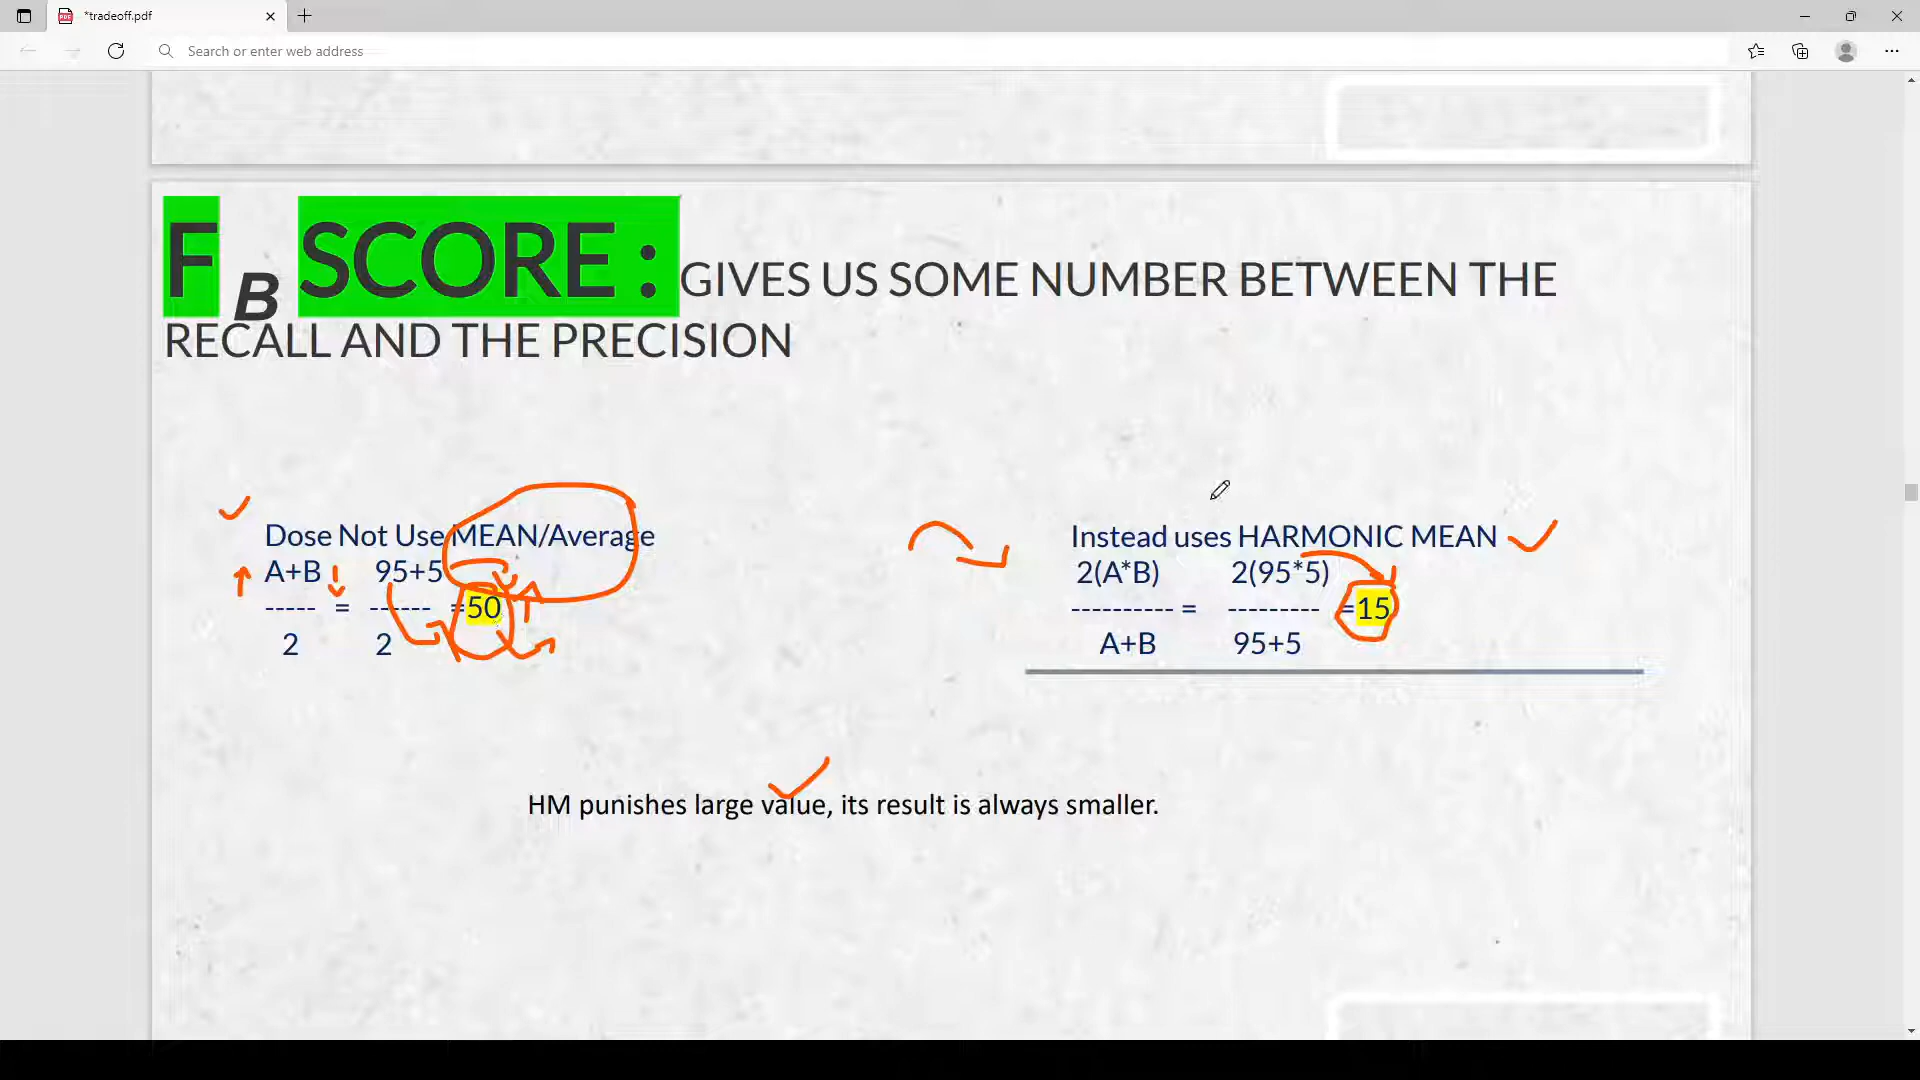 *tradeoff.pdf
Search or enter web address
F B SCORE : GIVES US SOME NUMBER BETWEEN THE
RECALL AND THE PRECISION
Dose Not Use MEAN/Average
A+B 95+5
----- = ------ =50
2 2
Instead uses HARMONIC MEAN
2(A*B) 2(95*5)
---------- = --------- =15
A+B 95+5
HM punishes large value, its result is always smaller.